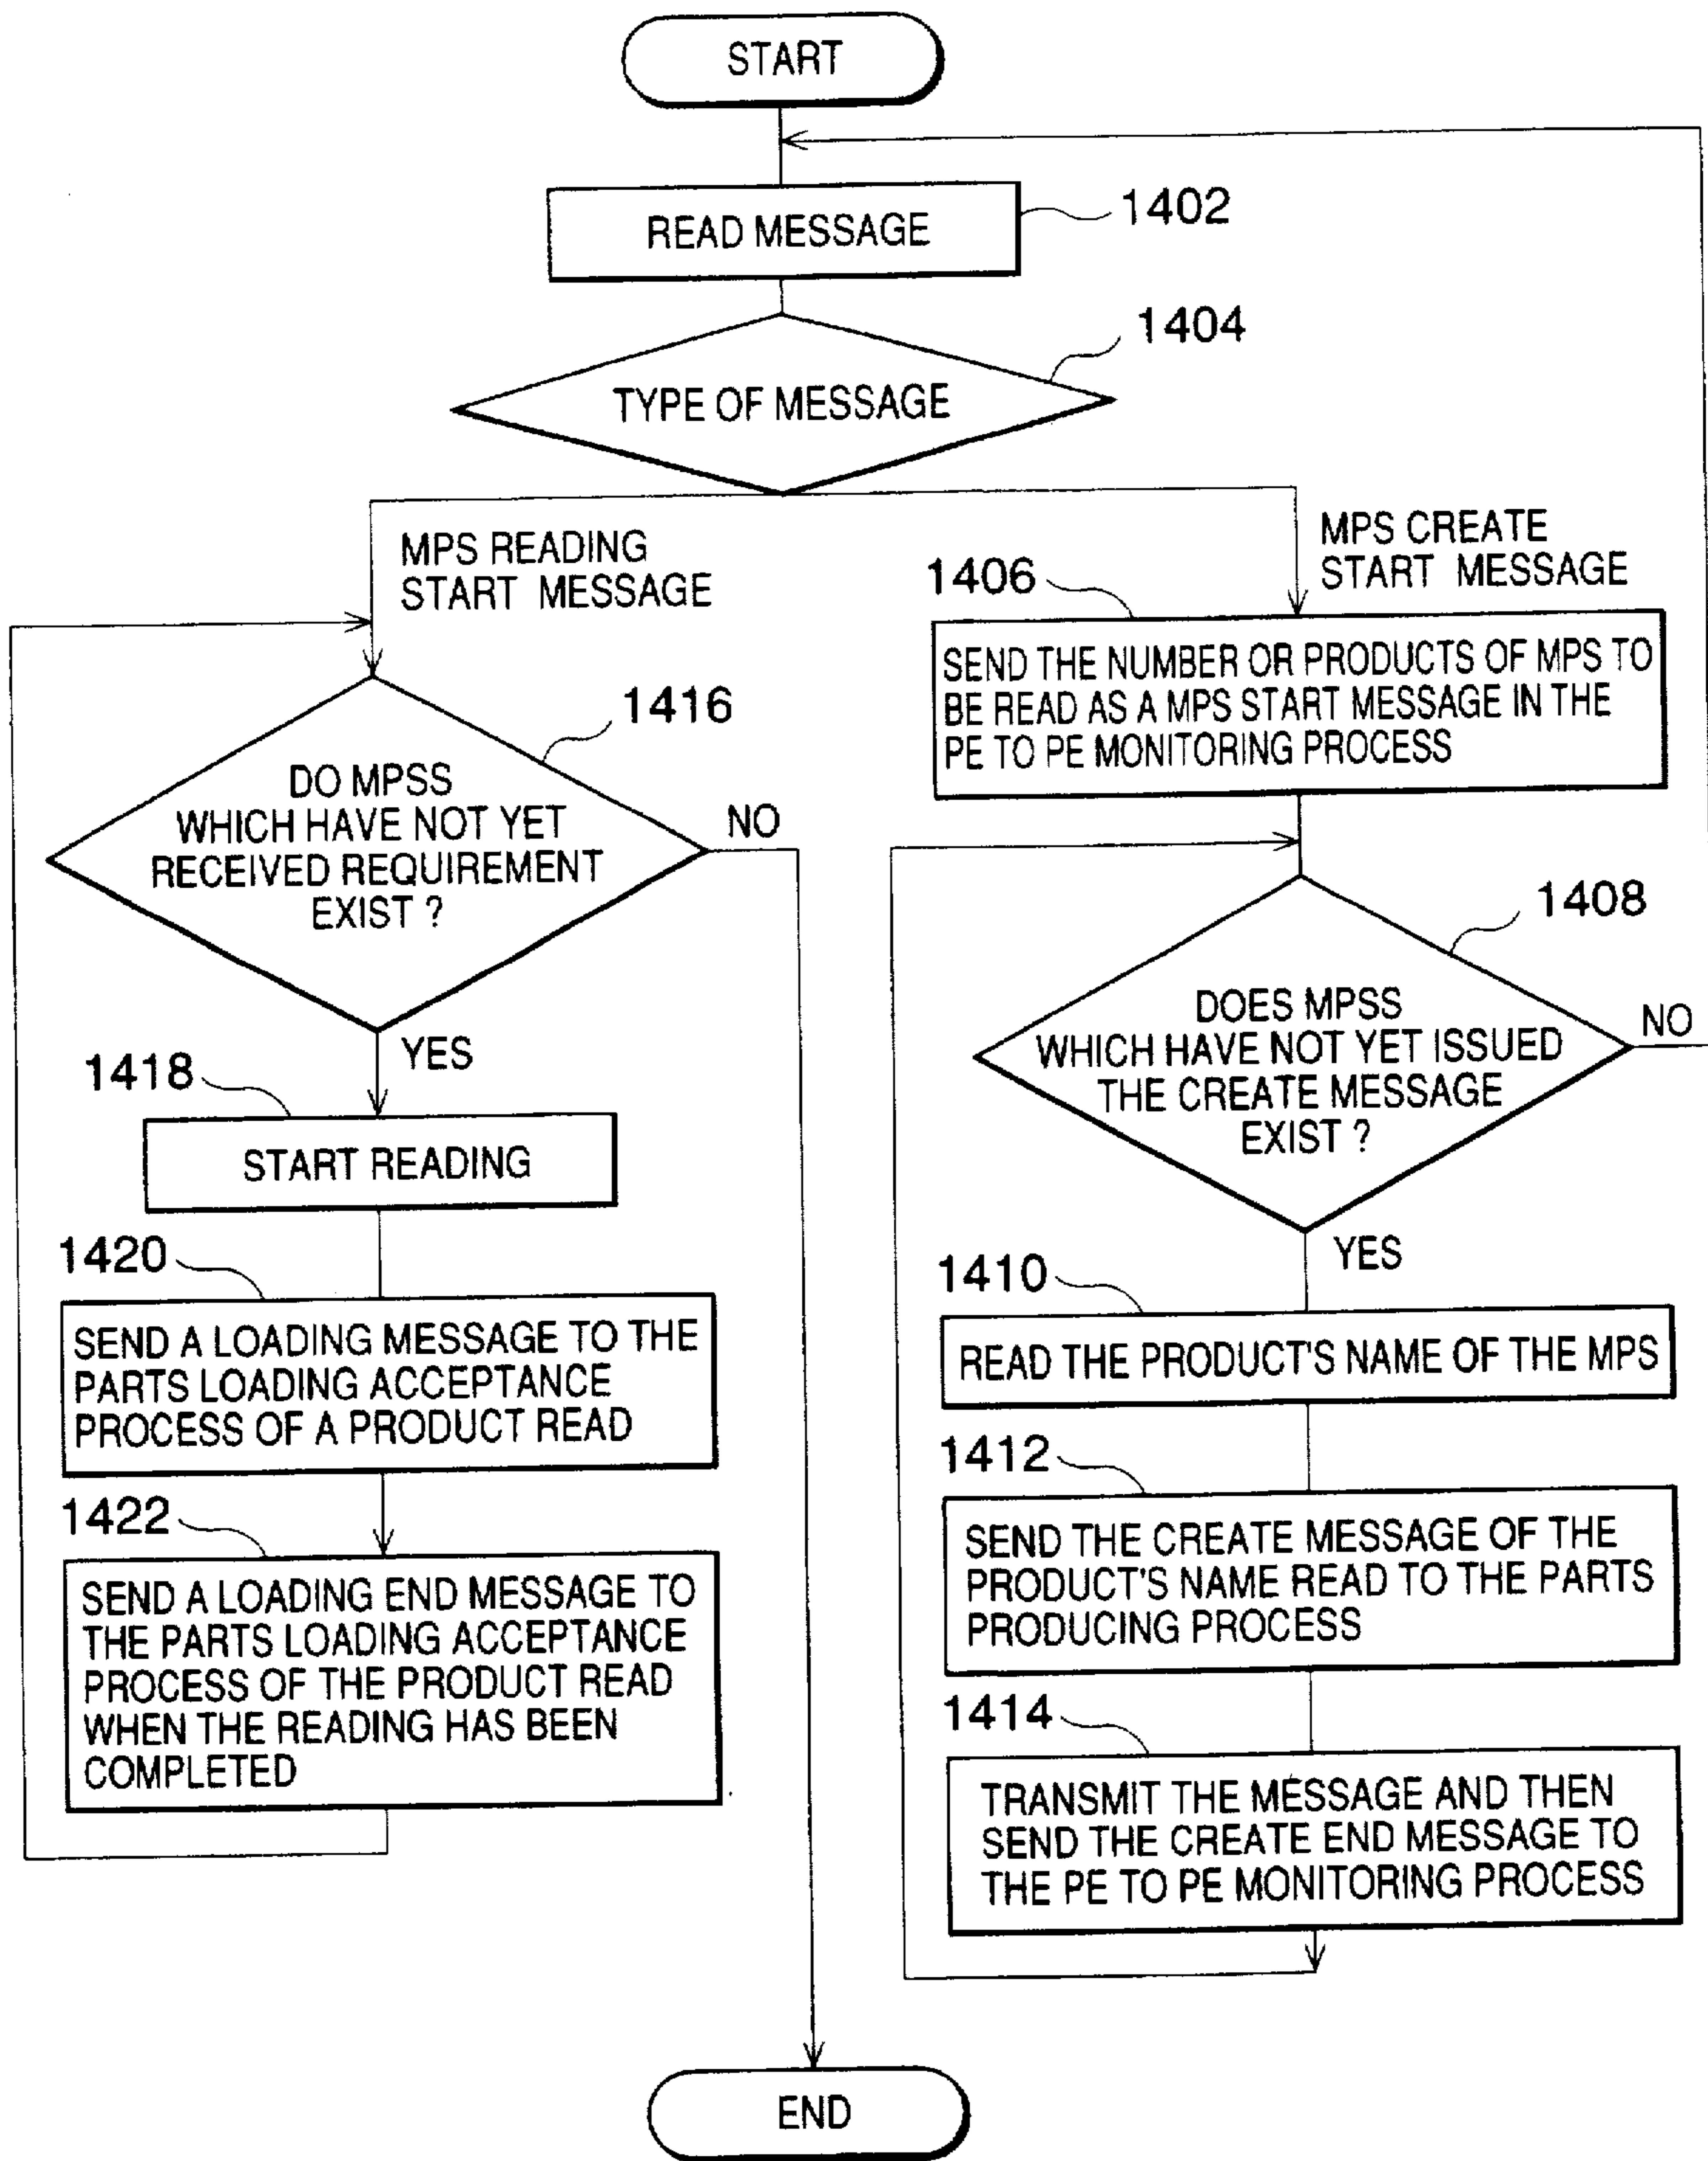 START
READ MESSAGE
1402
TYPE OF MESSAGE
1404
MPS READING
START MESSAGE
DO MPSS
WHICH HAVE NOT YET
RECEIVED REQUIREMENT
EXIST ?
1416
NO
YES
1418
START READING
1420
SEND A LOADING MESSAGE TO THE
PARTS LOADING ACCEPTANCE
PROCESS OF A PRODUCT READ
1422
SEND A LOADING END MESSAGE TO
THE PARTS LOADING ACCEPTANCE
PROCESS OF THE PRODUCT READ
WHEN THE READING HAS BEEN
COMPLETED
MPS CREATE
START MESSAGE
1406
SEND THE NUMBER OR PRODUCTS OF MPS TO
BE READ AS A MPS START MESSAGE IN THE
PE TO PE MONITORING PROCESS
1408
DOES MPSS
WHICH HAVE NOT YET ISSUED
THE CREATE MESSAGE
EXIST ?
NO
YES
1410
READ THE PRODUCT'S NAME OF THE MPS
1412
SEND THE CREATE MESSAGE OF THE
PRODUCT'S NAME READ TO THE PARTS
PRODUCING PROCESS
1414
TRANSMIT THE MESSAGE AND THEN
SEND THE CREATE END MESSAGE TO
THE PE TO PE MONITORING PROCESS
END